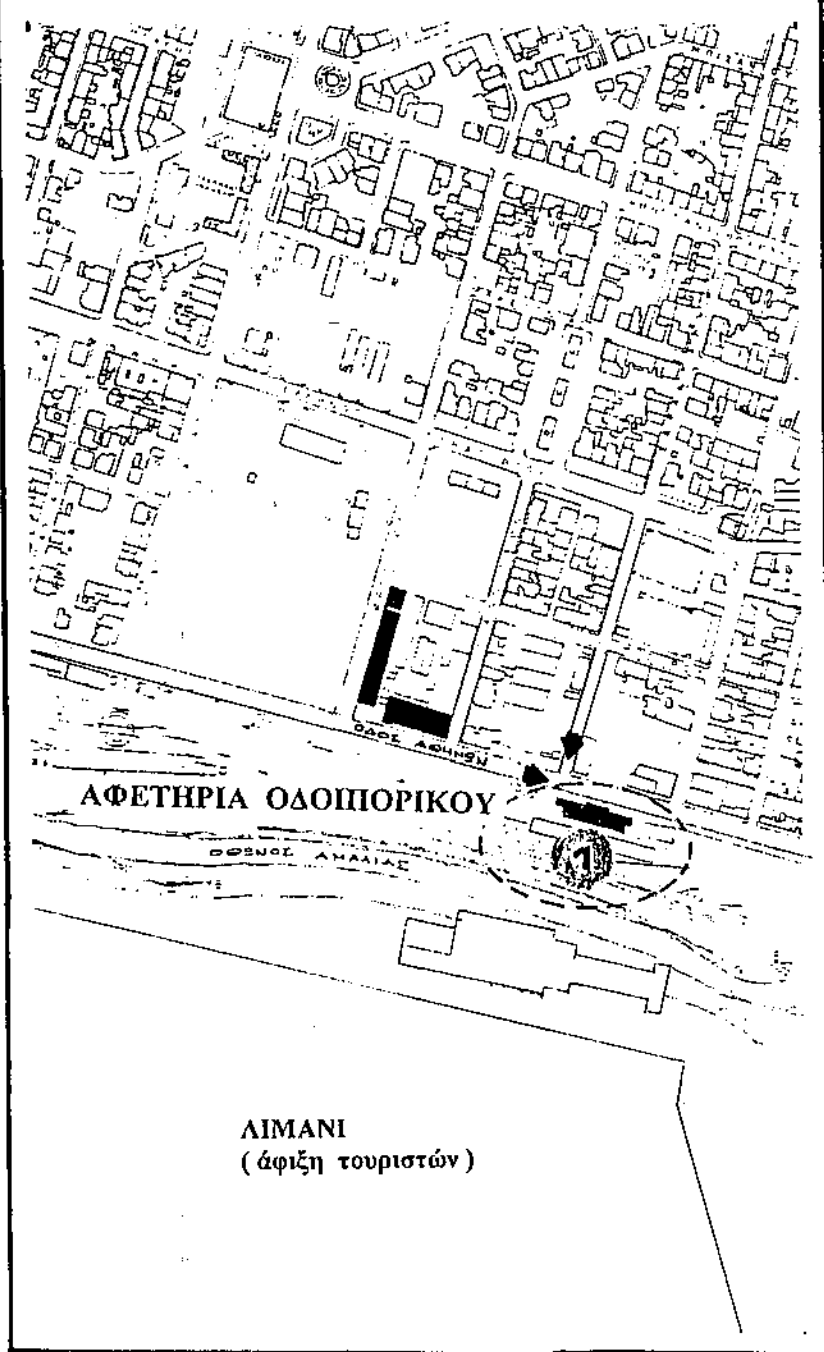 ΟΔΟΣ ΑΘΗΝΩΝ
ΑΦΕΤΗΡΙΑ ΟΔΟΙΠΟΡΙΚΟΥ
1
ΟΘΩΝΟΣ ΑΜΑΛΙΑΣ
ΛΙΜΑΝΙ
( άφιξη τουριστών )